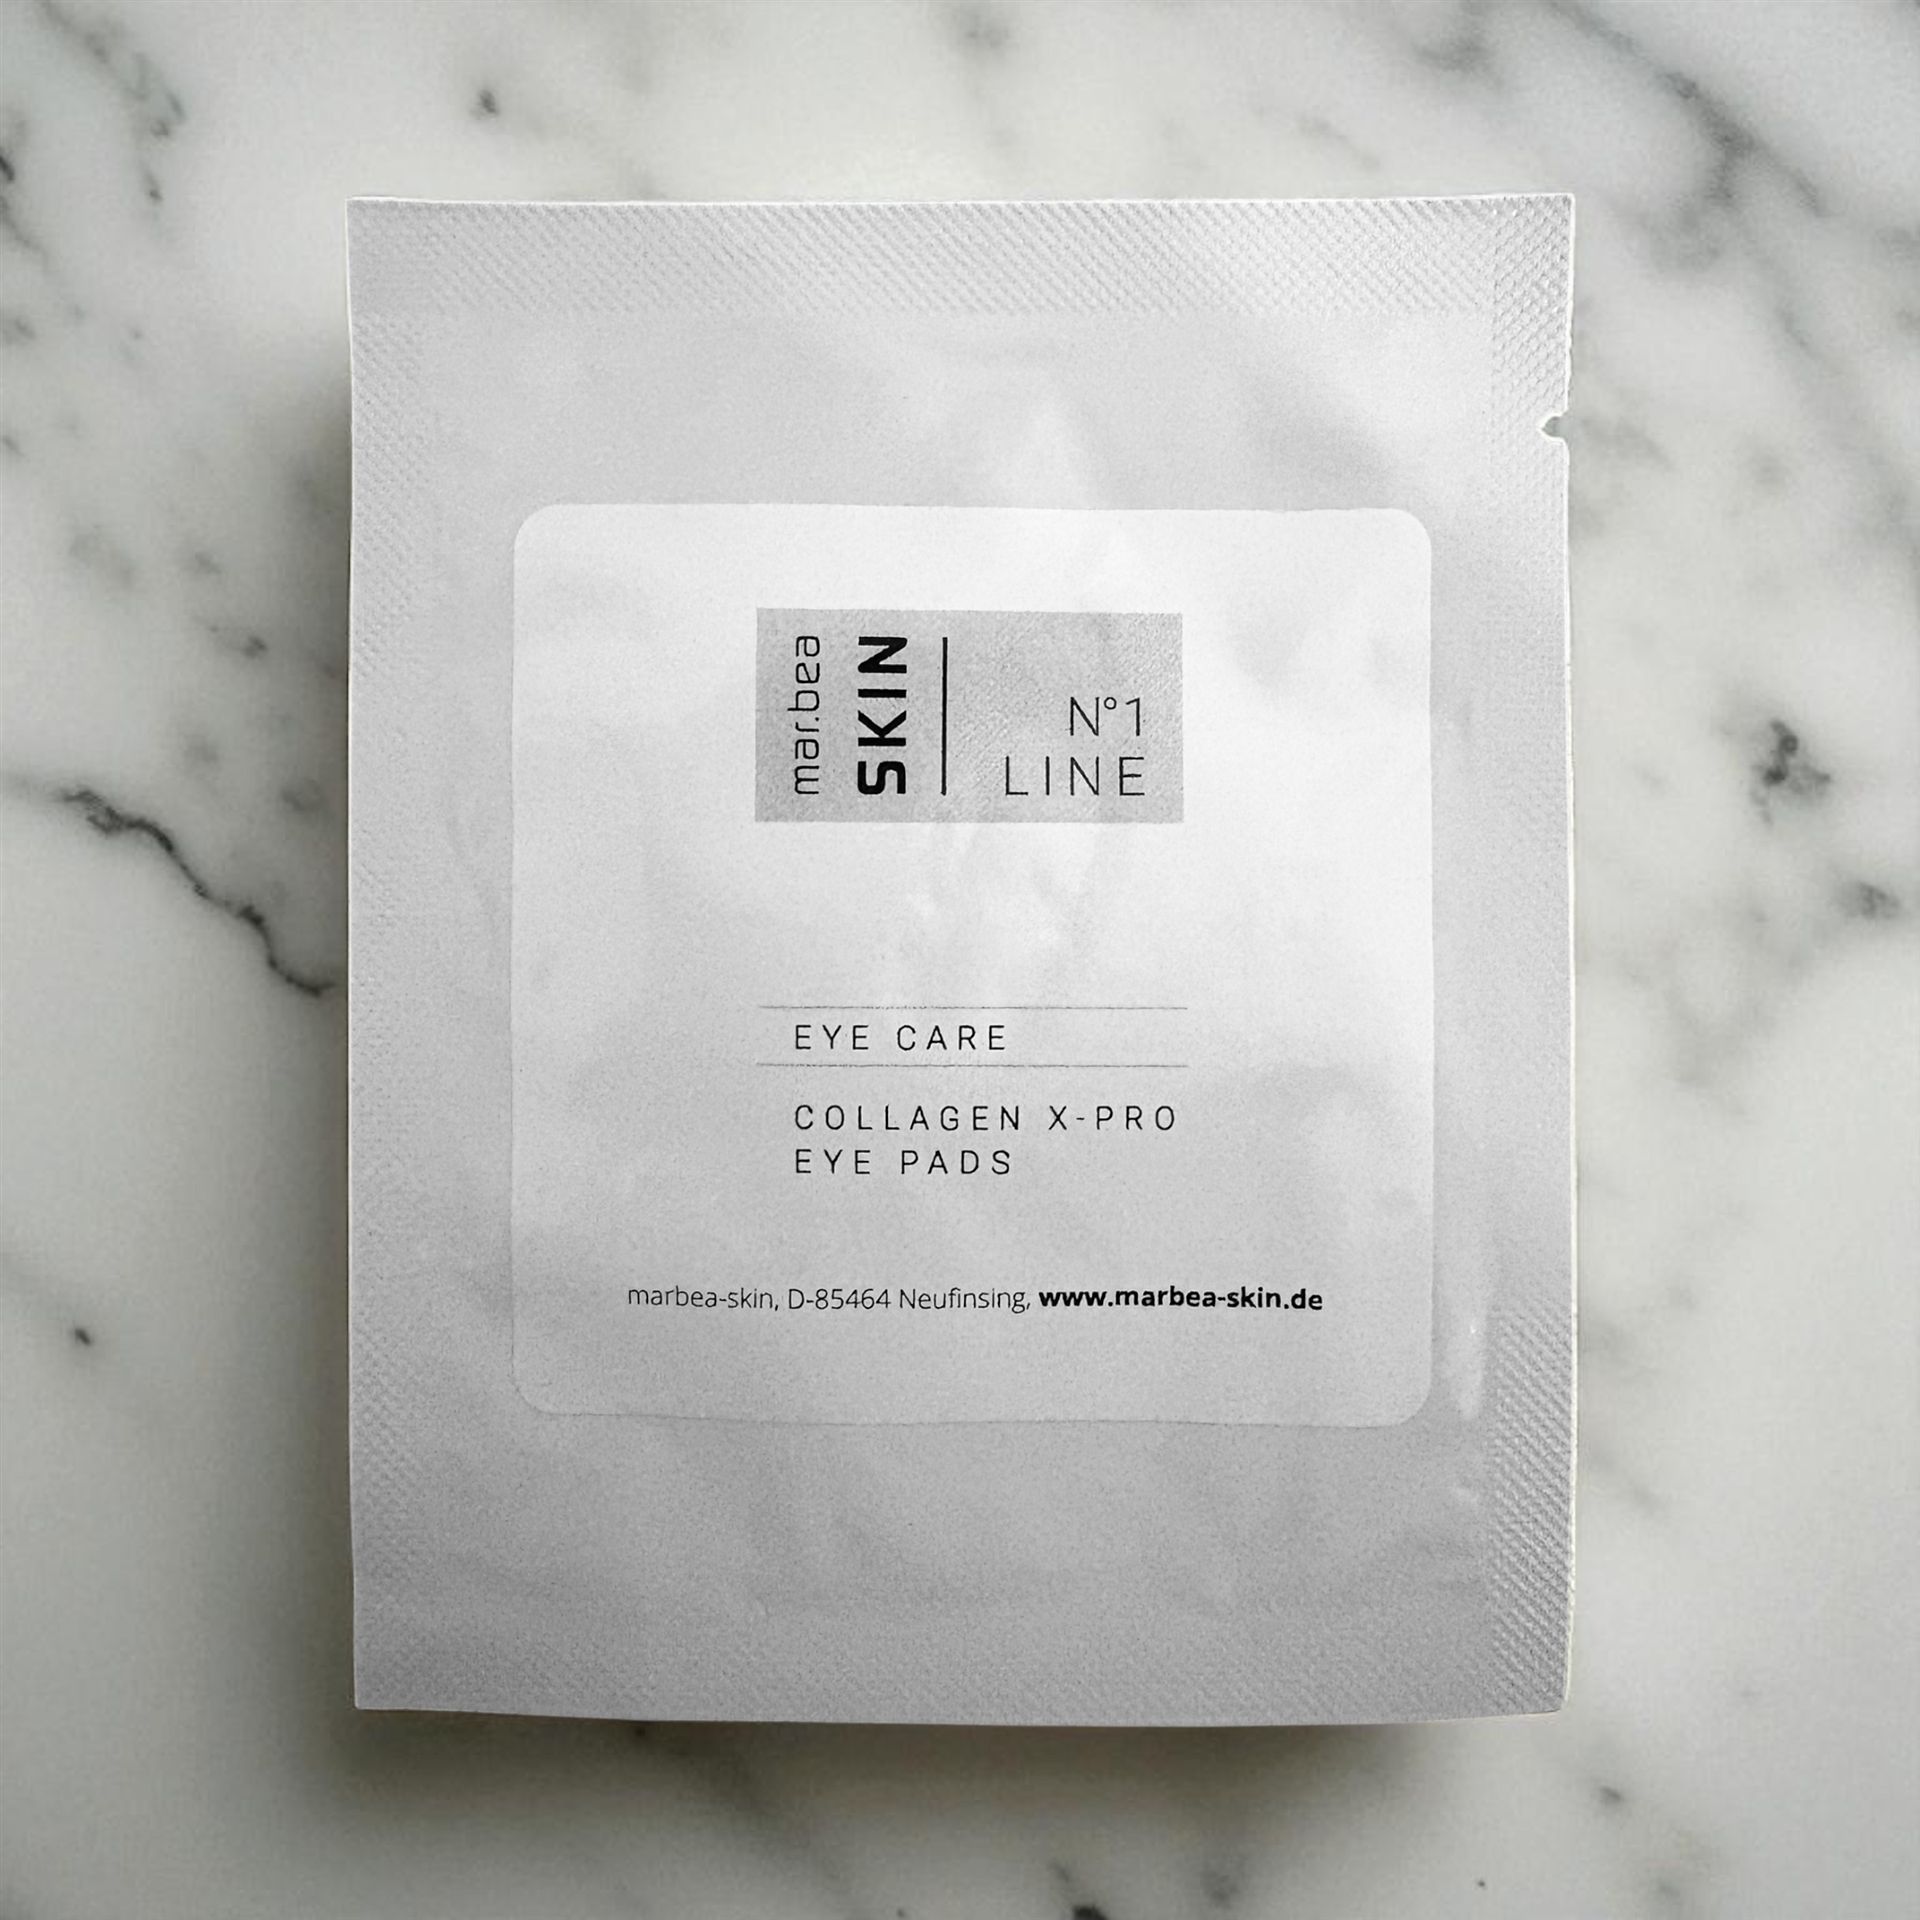 mar.bea
SKIN
N°1
LINE
EYE CARE
COLLAGEN X-PRO
EYE PADS
marbea-skin, D-85464 Neufinsing, www.marbea-skin.de